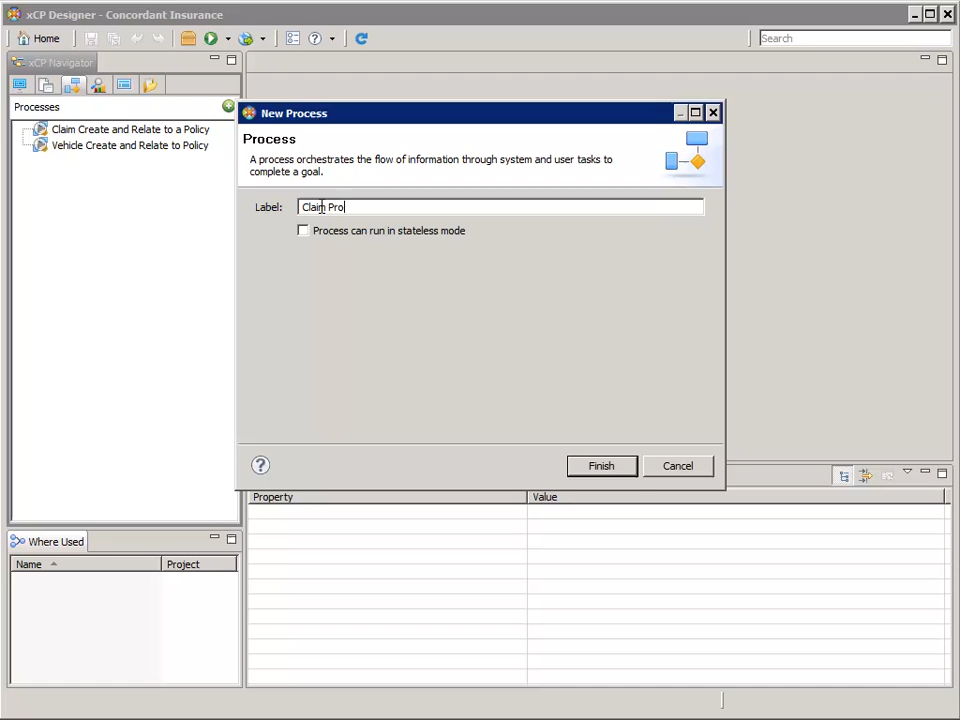 xCP Designer - Concordant Insurance
Home
Search
xCP Navigator
Processes
Claim Create and Relate to a Policy
Vehicle Create and Relate to Policy
New Process
Process
A process orchestrates the flow of information through system and user tasks to
complete a goal.
Label:
Claim Pro
Process can run in stateless mode
Finish
Cancel
Property
Value
Where Used
Name
Project